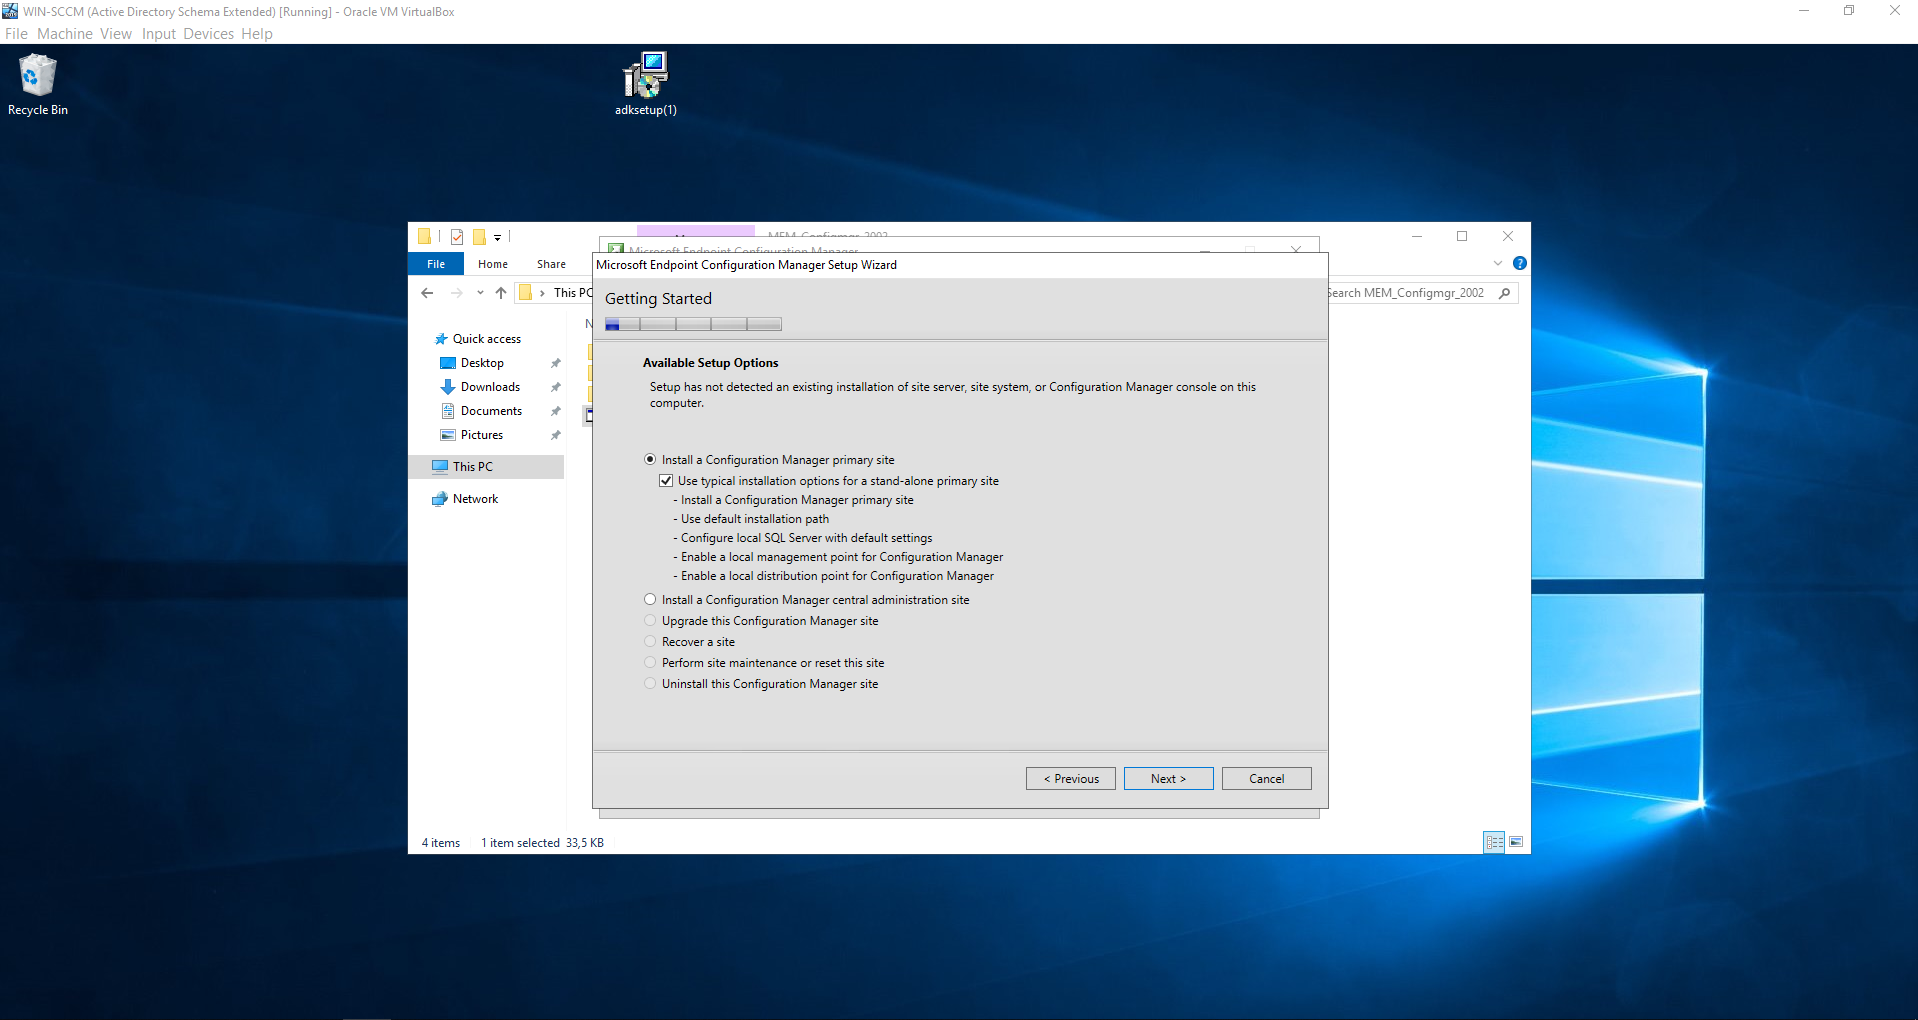 WIN-SCCM (Active Directory Schema Extended) [Running] - Oracle VM VirtualBox
File Machine View Input Devices Help
Recycle Bin
adksetup(1)
MEM_Configmgr_2002
Microsoft Endpoint Configuration Manager
File Home Share
Microsoft Endpoint Configuration Manager Setup Wizard
This PC
Search MEM_Configmgr_2002
Getting Started
N
Quick access
Desktop
Downloads
Documents
Pictures
This PC
Network
Available Setup Options
Setup has not detected an existing installation of site server, site system, or Configuration Manager console on this
computer.
Install a Configuration Manager primary site
Use typical installation options for a stand-alone primary site
- Install a Configuration Manager primary site
- Use default installation path
- Configure local SQL Server with default settings
- Enable a local management point for Configuration Manager
- Enable a local distribution point for Configuration Manager
Install a Configuration Manager central administration site
Upgrade this Configuration Manager site
Recover a site
Perform site maintenance or reset this site
Uninstall this Configuration Manager site
< Previous Next > Cancel
4 items 1 item selected 33,5 KB